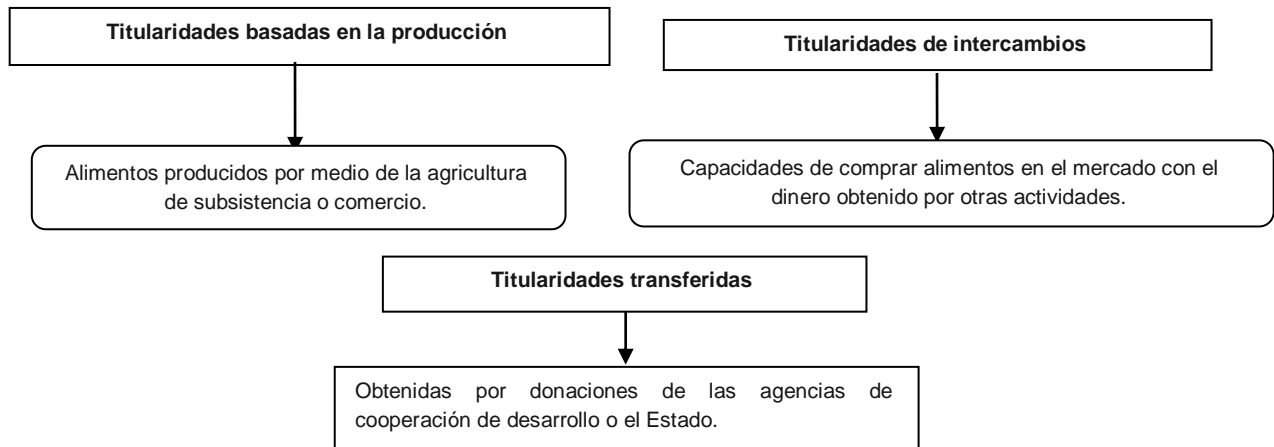 Titularidades basadas en la producción
Titularidades de intercambios
Alimentos producidos por medio de la agricultura
de subsistencia o comercio.
Capacidades de comprar alimentos en el mercado con el
dinero obtenido por otras actividades.
Titularidades transferidas
Obtenidas por donaciones de las agencias de
cooperación de desarrollo o el Estado.